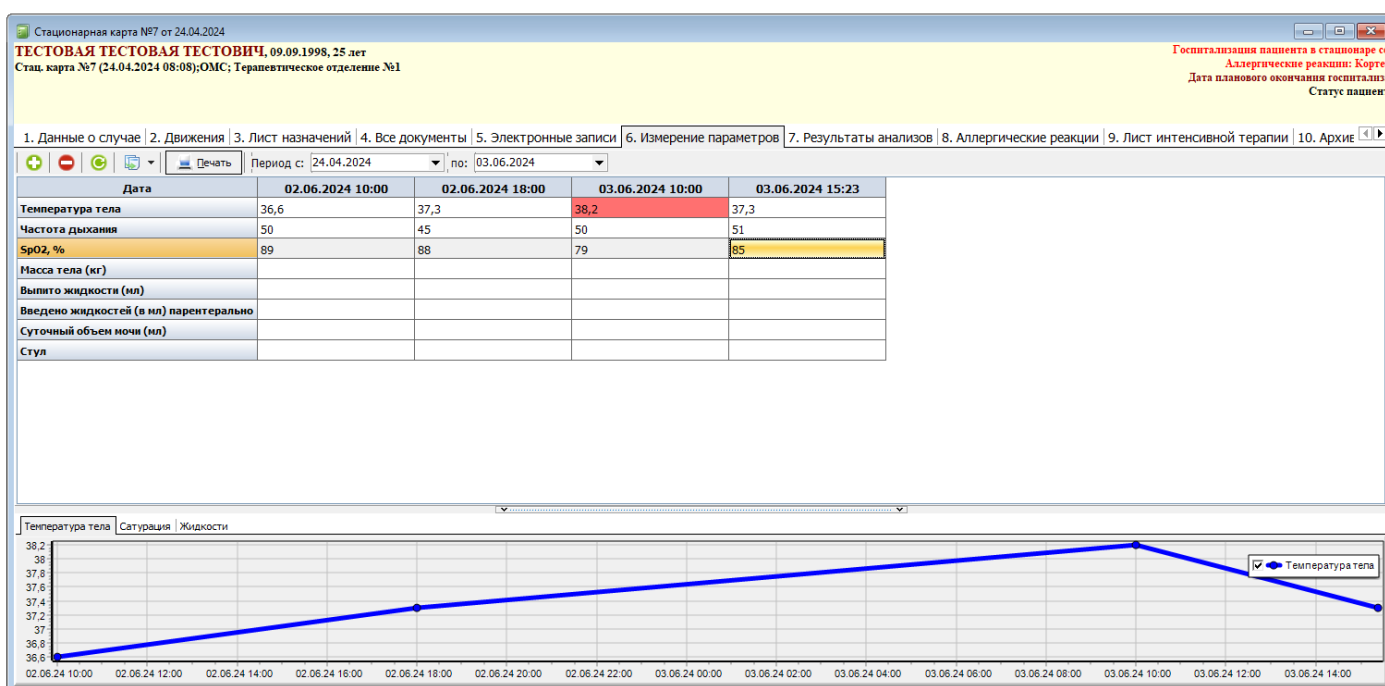 Стационарная карта №7 от 24.04.2024
ТЕСТОВАЯ ТЕСТОВАЯ ТЕСТОВИЧ, 09.09.1998, 25 лет
Стац. карта №7 (24.04.2024 08:08);ОМС; Терапевтическое отделение №1
Госпитализация пациента в стационаре
Аллергические реакции:
Дата планового окончания
Статус
1. Данные о случае 2. Движения 3. Лист назначений 4. Все документы 5. Электронные записи 6. Измерение параметров 7. Результаты анализов 8. Аллергические реакции 9. Лист интенсивной терапии 10. Архив
Печать Период с: 24.04.2024 по: 03.06.2024
Дата 02.06.2024 10:00 02.06.2024 18:00 03.06.2024 10:00 03.06.2024 15:23
Температура тела 36,6 37,3 38,2 37,3
Частота дыхания 50 45 50 51
SpO2, % 89 88 79 85
Масса тела (кг)
Выпито жидкости (мл)
Введено жидкостей (в мл) парентерально
Суточный объем мочи (мл)
Стул
Температура тела Сатурация Жидкости
38,2
38
37,8
37,6
37,4
37,2
37
36,8
36,6
Температура тела
02.06.24 10:00 02.06.24 12:00 02.06.24 14:00 02.06.24 16:00 02.06.24 18:00 02.06.24 20:00 02.06.24 22:00 03.06.24 00:00 03.06.24 02:00 03.06.24 04:00 03.06.24 06:00 03.06.24 08:00 03.06.24 10:00 03.06.24 12:00 03.06.24 14:00